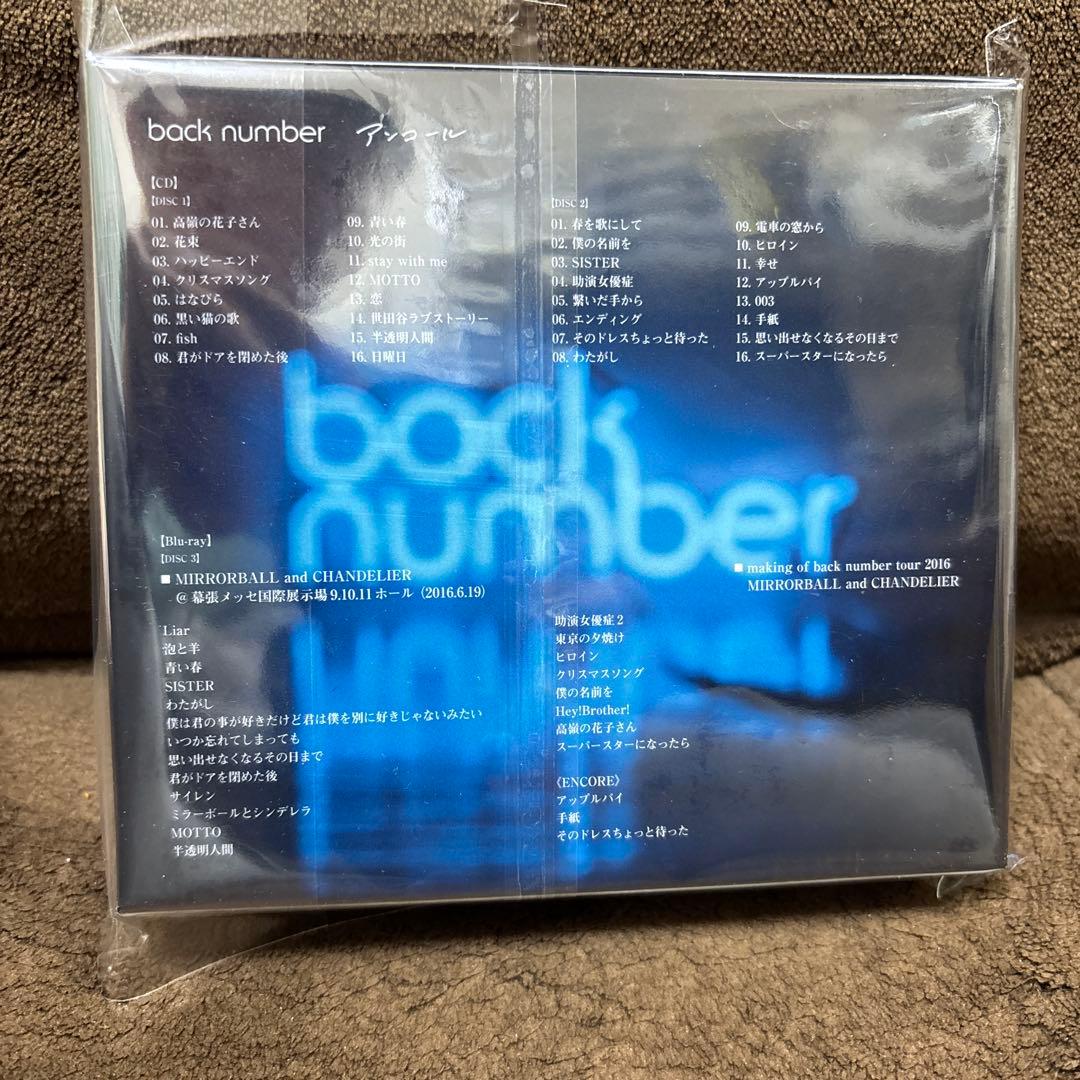 back number アンコール
【CD】
【DISC 1】
01. 高嶺の花子さん
02. 花束
03. ハッピーエンド
04. クリスマスソング
05. はなびら
06. 黒い猫の歌
07. fish
08. 君がドアを閉めた後
09. 青い春
10. 光の街
11. stay with me
12. MOTTO
13. 恋
14. 世田谷ラブストーリー
15. 半透明人間
16. 日曜日
【DISC 2】
01. 春を歌にして
02. 僕の名前を
03. SISTER
04. 助演女優症
05. 繋いだ手から
06. エンディング
07. そのドレスちょっと待った
08. わたがし
09. 電車の窓から
10. ヒロイン
11. 幸せ
12. アップルパイ
13. 003
14. 手紙
15. 思い出せなくなるその日まで
16. スーパースターになったら
back
number
【Blu-ray】
【DISC 3】
■ MIRRORBALL and CHANDELIER
@ 幕張メッセ国際展示場9.10.11 ホール（2016.6.19）
Liar
泡と羊
青い春
SISTER
わたがし
僕は君の事が好きだけど君は僕を別に好きじゃないみたい
いつか忘れてしまっても
思い出せなくなるその日まで
君がドアを閉めた後
サイレン
ミラーボールとシンデレラ
MOTTO
半透明人間
■ making of back number tour 2016
MIRRORBALL and CHANDELIER
助演女優症 2
東京の夕焼け
ヒロイン
クリスマスソング
僕の名前を
Hey!Brother!
高嶺の花子さん
スーパースターになったら
《ENCORE》
アップルパイ
手紙
そのドレスちょっと待った